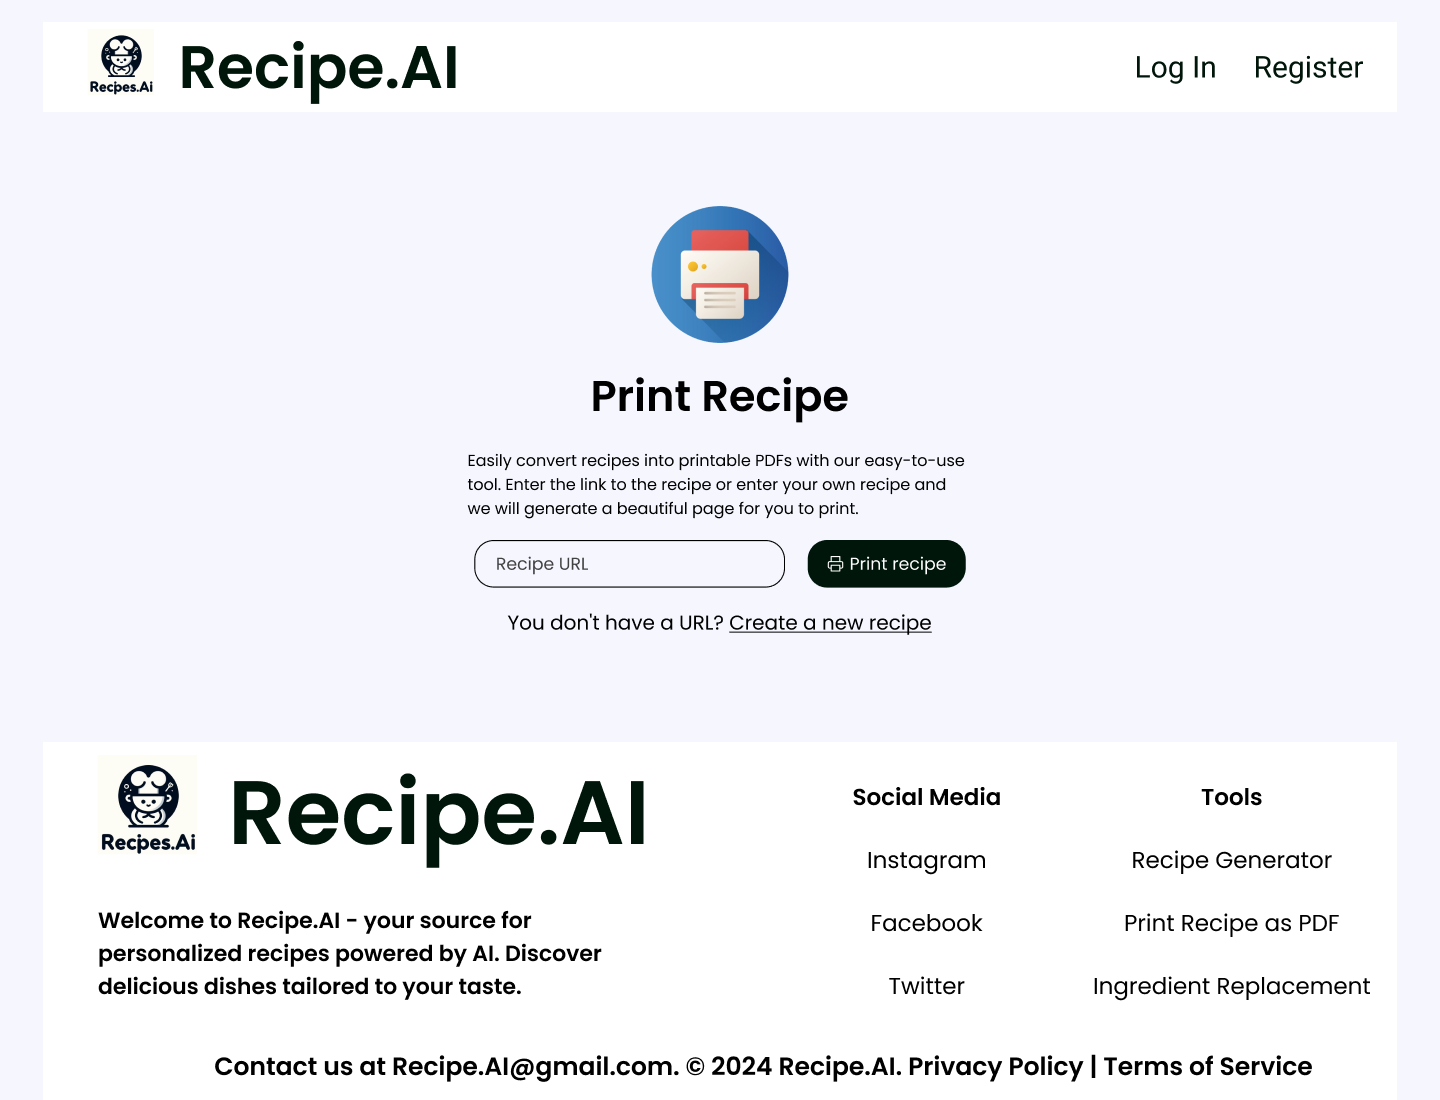 Recipes.Ai
Recipe.AI
Log In
Register
Print Recipe
Easily convert recipes into printable PDFs with our easy-to-use
tool. Enter the link to the recipe or enter your own recipe and
we will generate a beautiful page for you to print.
Recipe URL
Print recipe
You don't have a URL? Create a new recipe
Recipes.Ai
Recipe.AI
Welcome to Recipe.AI - your source for
personalized recipes powered by AI. Discover
delicious dishes tailored to your taste.
Social Media
Instagram
Facebook
Twitter
Tools
Recipe Generator
Print Recipe as PDF
Ingredient Replacement
Contact us at Recipe.AI@gmail.com. © 2024 Recipe.AI. Privacy Policy | Terms of Service